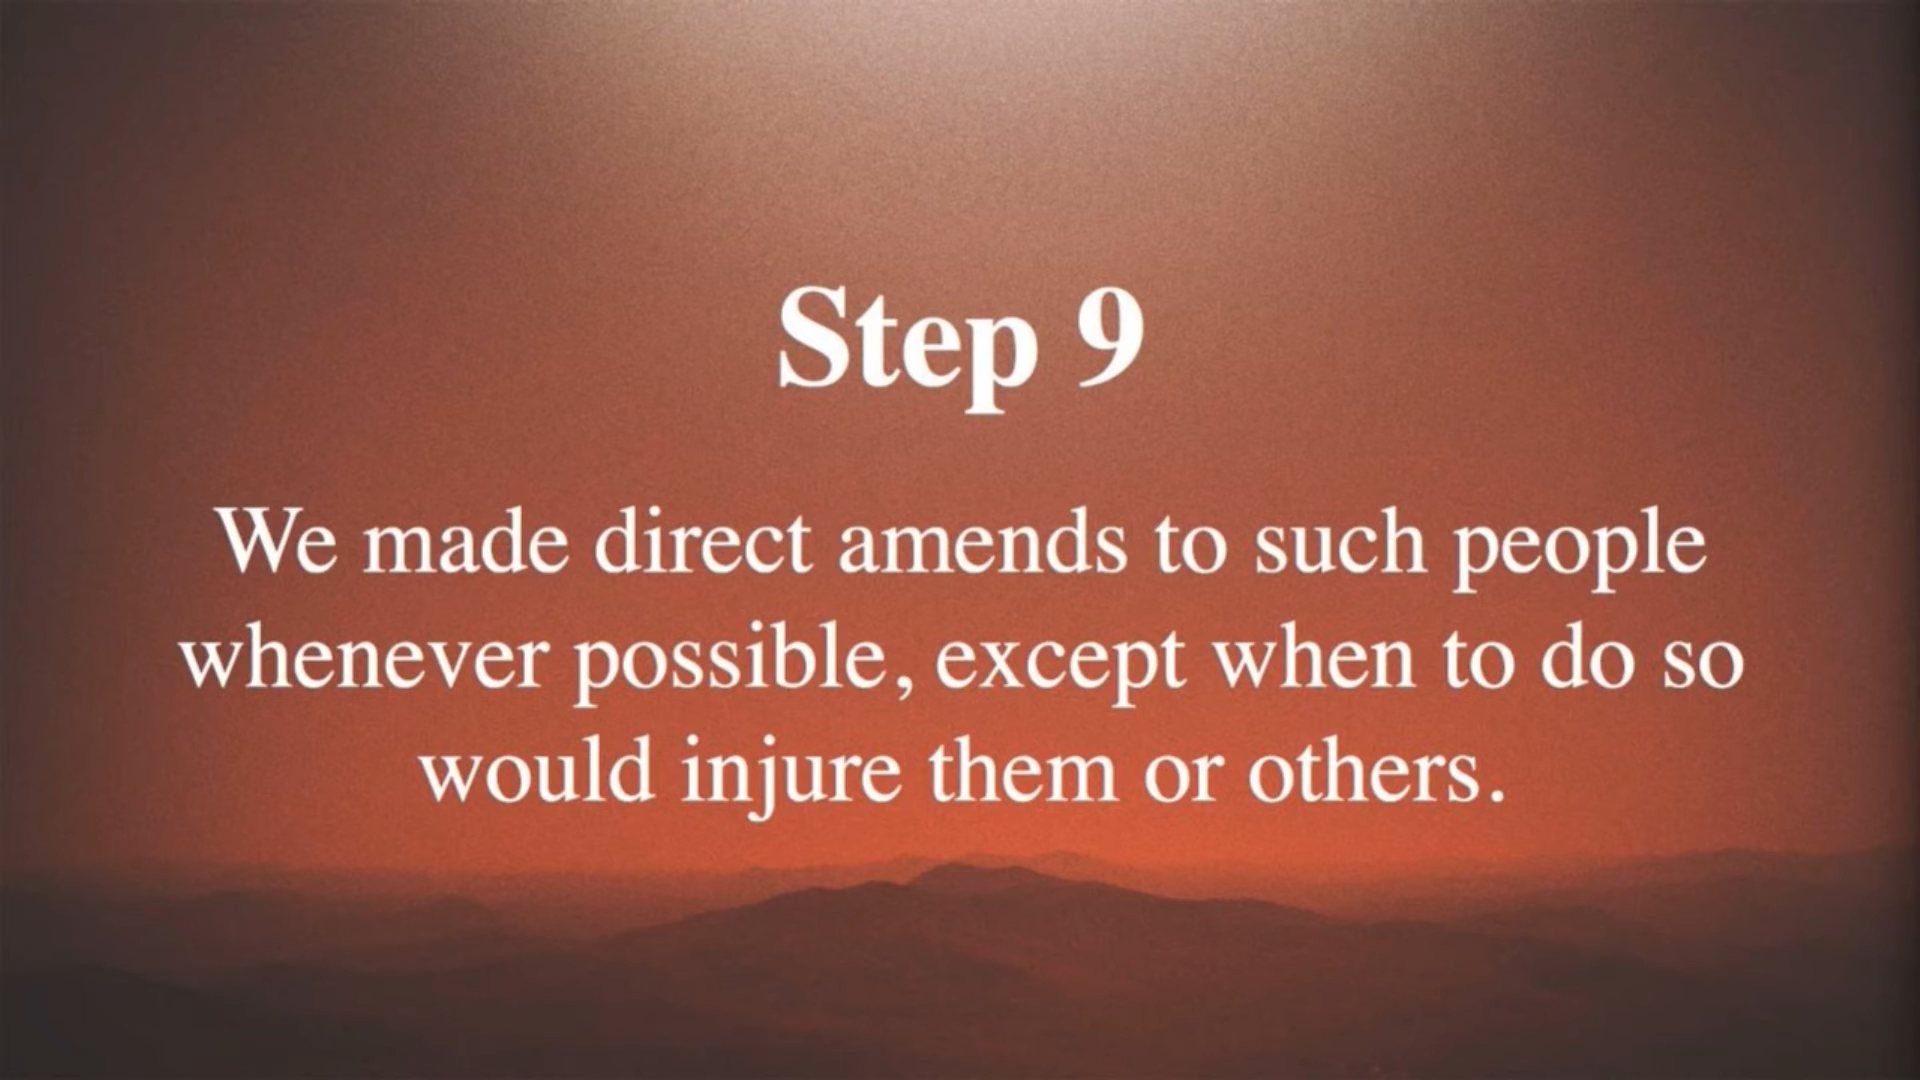 Step 9
We made direct amends to such people
whenever possible, except when to do so
would injure them or others.